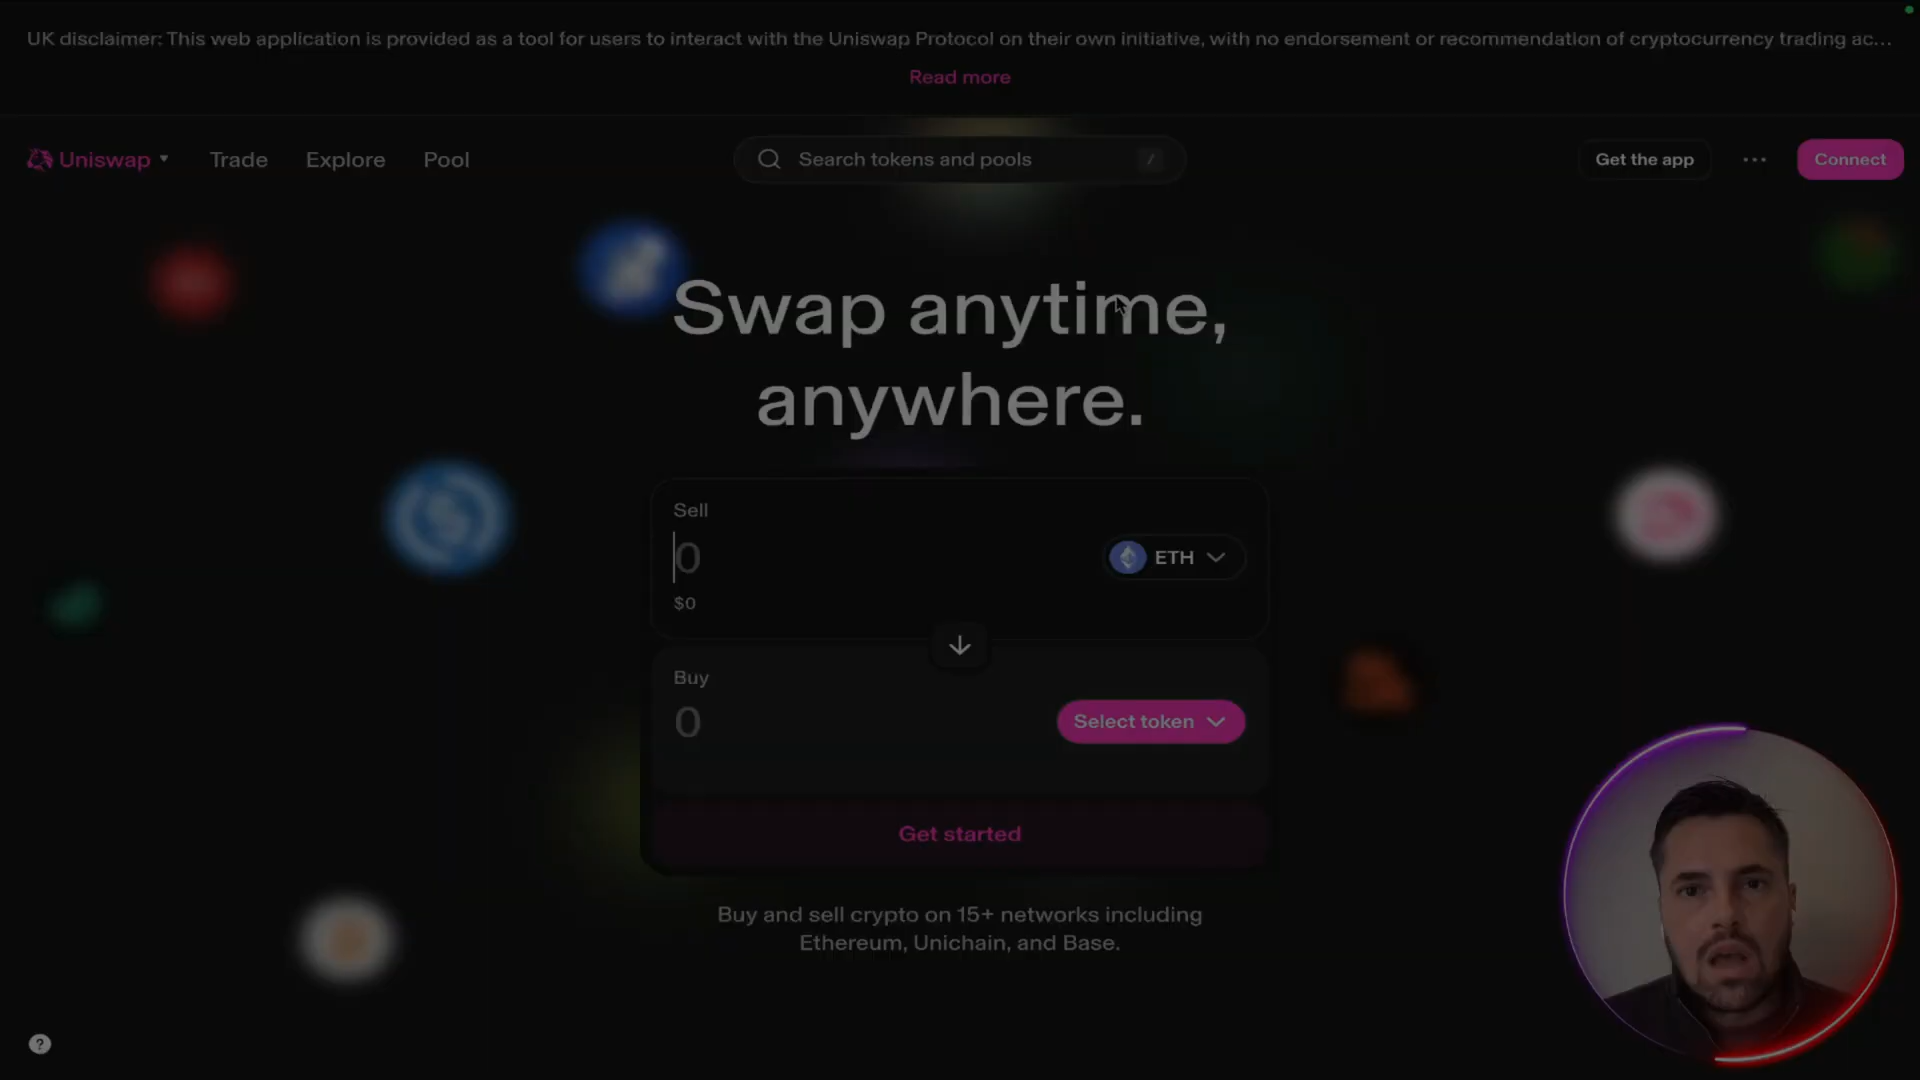 UK disclaimer: This web application is provided as a tool for users to interact with the Uniswap Protocol on their own initiative, with no endorsement or recommendation of cryptocurrency trading ac...
Read more
Uniswap Trade Explore Pool Search tokens and pools / Get the app ... Connect
Swap anytime,
anywhere.
Sell
0 ETH
$0
Buy
0 Select token
Get started
Buy and sell crypto on 15+ networks including
Ethereum, Unichain, and Base.
?